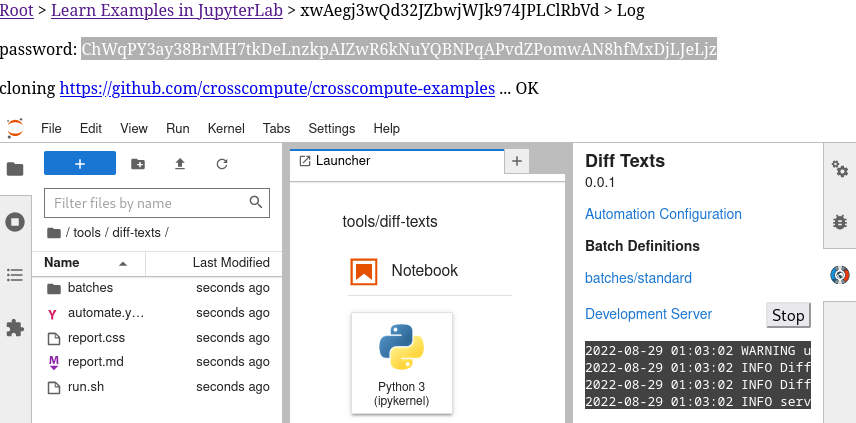 Root > Learn Examples in JupyterLab > xwAegj3wQd32JZbwjWJk974JPLClRbVd > Log
password: ChWqPY3ay38BrMH7tkDeLnzkpAIZwR6kNuYQBNPqAPvdZPomwAN8hfMxDjLJeLjz
cloning https://github.com/crosscompute/crosscompute-examples ... OK
File Edit View Run Kernel Tabs Settings Help
+
Filter files by name
/ tools / diff-texts /
Name Last Modified
batches seconds ago
automate.y... seconds ago
report.css seconds ago
report.md seconds ago
run.sh seconds ago
Launcher +
tools/diff-texts
Notebook
Python 3
(ipykernel)
Diff Texts
0.0.1
Automation Configuration
Batch Definitions
batches/standard
Development Server Stop
2022-08-29 01:03:02 WARNING u
2022-08-29 01:03:02 INFO Diff
2022-08-29 01:03:02 INFO Diff
2022-08-29 01:03:02 INFO serv